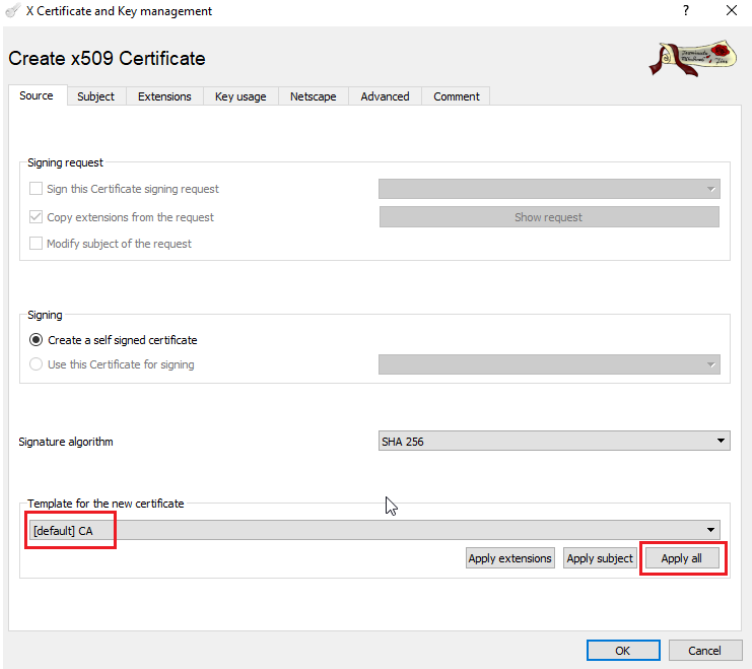 X Certificate and Key management ?
Create x509 Certificate
Source Subject Extensions Key usage Netscape Advanced Comment
Signing request
Sign this Certificate signing request
Copy extensions from the request Show request
Modify subject of the request
Signing
Create a self signed certificate
Use this Certificate for signing
Signature algorithm SHA 256
Template for the new certificate
[default] CA
Apply extensions Apply subject Apply all
OK Cancel